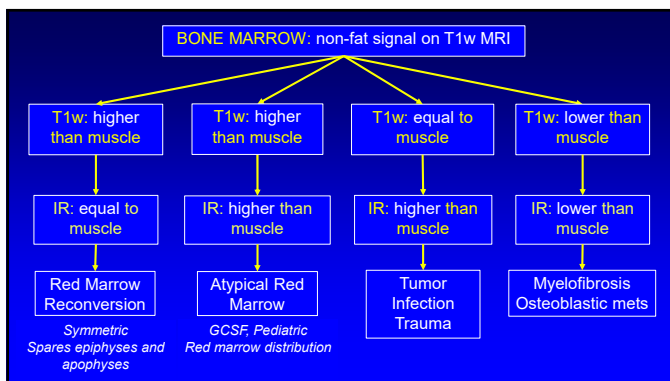 BONE MARROW: non-fat signal on T1w MRI
T1w: higher
than muscle
T1w: higher
than muscle
T1w: equal to
muscle
T1w: lower than
muscle
IR: equal to
muscle
IR: higher than
muscle
IR: higher than
muscle
IR: lower than
muscle
Red Marrow
Reconversion
Atypical Red
Marrow
Tumor
Infection
Trauma
Myelofibrosis
Osteoblastic mets
Symmetric
Spares epiphyses and
apophyses
GCSF, Pediatric
Red marrow distribution